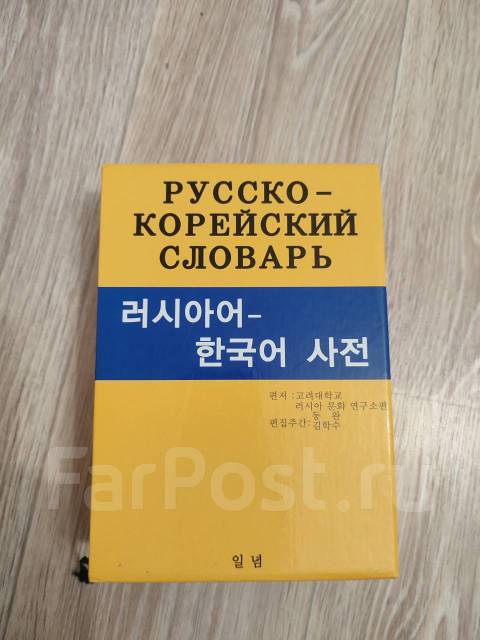 РУССКО–
КОРЕЙСКИЙ
СЛОВАРЬ
러시아어–
한국어 사전
편저 : 고려대학교
러시아 문화 연구소편
동 완
편집주간: 김학수
일념
FarPost.ru